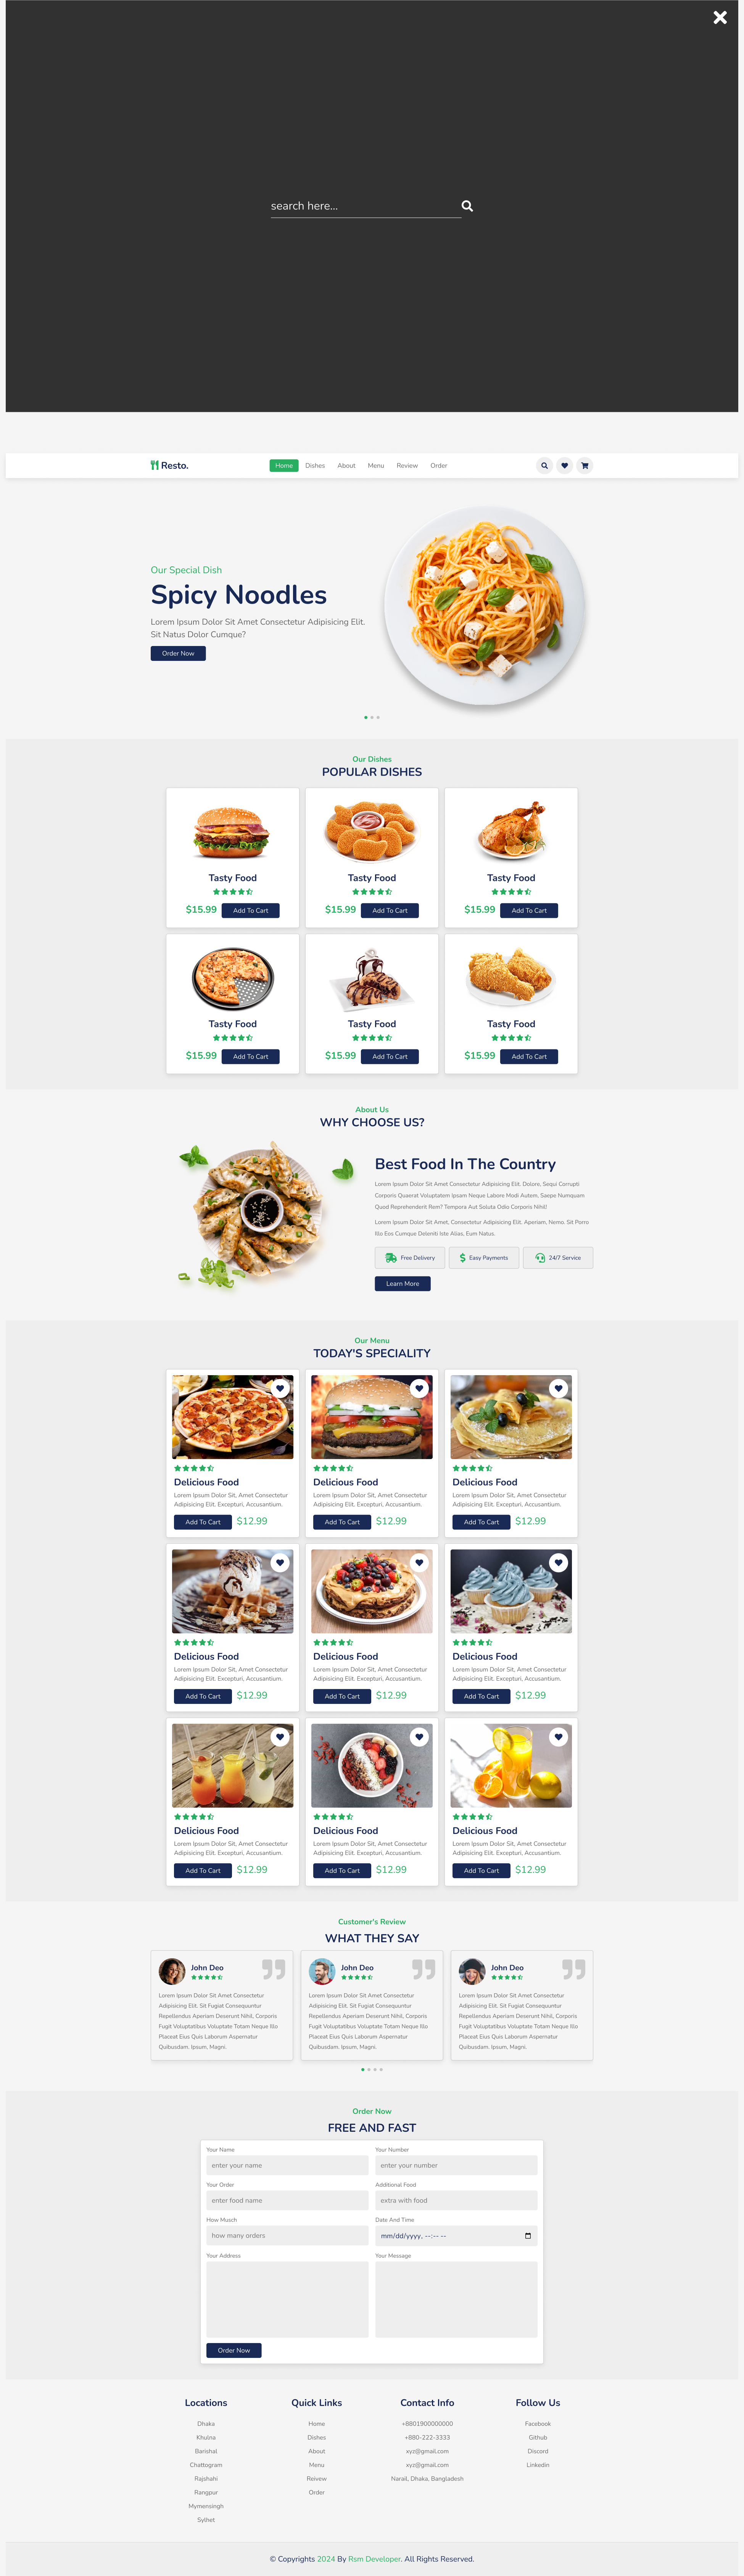 search here...
Resto.
Home Dishes About Menu Review Order
Our Special Dish
Spicy Noodles
Lorem Ipsum Dolor Sit Amet Consectetur Adipisicing Elit.
Sit Natus Dolor Cumque?
Order Now
Our Dishes
POPULAR DISHES
Tasty Food
$15.99 Add To Cart
Tasty Food
$15.99 Add To Cart
Tasty Food
$15.99 Add To Cart
Tasty Food
$15.99 Add To Cart
Tasty Food
$15.99 Add To Cart
Tasty Food
$15.99 Add To Cart
About Us
WHY CHOOSE US?
Best Food In The Country
Lorem Ipsum Dolor Sit Amet Consectetur Adipisicing Elit. Dolore, Sequi Corrupti
Corporis Quaerat Voluptatem Ipsam Neque Labore Modi Autem, Saepe Numquam
Quod Reprehenderit Rem? Tempora Aut Soluta Odio Corporis Nihil!
Lorem Ipsum Dolor Sit Amet, Consectetur Adipisicing Elit. Aperiam, Nemo. Sit Porro
Illo Eos Cumque Deleniti Iste Alias, Eum Natus.
Free Delivery
Easy Payments
24/7 Service
Learn More
Our Menu
TODAY'S SPECIALITY
Delicious Food
Lorem Ipsum Dolor Sit, Amet Consectetur
Adipisicing Elit. Excepturi, Accusantium.
Add To Cart $12.99
Delicious Food
Lorem Ipsum Dolor Sit, Amet Consectetur
Adipisicing Elit. Excepturi, Accusantium.
Add To Cart $12.99
Delicious Food
Lorem Ipsum Dolor Sit, Amet Consectetur
Adipisicing Elit. Excepturi, Accusantium.
Add To Cart $12.99
Delicious Food
Lorem Ipsum Dolor Sit, Amet Consectetur
Adipisicing Elit. Excepturi, Accusantium.
Add To Cart $12.99
Delicious Food
Lorem Ipsum Dolor Sit, Amet Consectetur
Adipisicing Elit. Excepturi, Accusantium.
Add To Cart $12.99
Delicious Food
Lorem Ipsum Dolor Sit, Amet Consectetur
Adipisicing Elit. Excepturi, Accusantium.
Add To Cart $12.99
Delicious Food
Lorem Ipsum Dolor Sit, Amet Consectetur
Adipisicing Elit. Excepturi, Accusantium.
Add To Cart $12.99
Delicious Food
Lorem Ipsum Dolor Sit, Amet Consectetur
Adipisicing Elit. Excepturi, Accusantium.
Add To Cart $12.99
Delicious Food
Lorem Ipsum Dolor Sit, Amet Consectetur
Adipisicing Elit. Excepturi, Accusantium.
Add To Cart $12.99
Customer's Review
WHAT THEY SAY
John Deo
Lorem Ipsum Dolor Sit Amet Consectetur
Adipisicing Elit. Sit Fugiat Consequuntur
Repellendus Aperiam Deserunt Nihil, Corporis
Fugit Voluptatibus Voluptate Totam Neque Illo
Placeat Eius Quis Laborum Aspernatur
Quibusdam. Ipsum, Magni.
John Deo
Lorem Ipsum Dolor Sit Amet Consectetur
Adipisicing Elit. Sit Fugiat Consequuntur
Repellendus Aperiam Deserunt Nihil, Corporis
Fugit Voluptatibus Voluptate Totam Neque Illo
Placeat Eius Quis Laborum Aspernatur
Quibusdam. Ipsum, Magni.
John Deo
Lorem Ipsum Dolor Sit Amet Consectetur
Adipisicing Elit. Sit Fugiat Consequuntur
Repellendus Aperiam Deserunt Nihil, Corporis
Fugit Voluptatibus Voluptate Totam Neque Illo
Placeat Eius Quis Laborum Aspernatur
Quibusdam. Ipsum, Magni.
Order Now
FREE AND FAST
Your Name
enter your name
Your Number
enter your number
Your Order
enter food name
Additional Food
extra with food
How Musch
how many orders
Date And Time
mm/dd/yyyy, --:-- --
Your Address
Your Message
Order Now
Locations
Dhaka
Khulna
Barishal
Chattogram
Rajshahi
Rangpur
Mymensingh
Sylhet
Quick Links
Home
Dishes
About
Menu
Reivew
Order
Contact Info
+8801900000000
+880-222-3333
xyz@gmail.com
xyz@gmail.com
Narail, Dhaka, Bangladesh
Follow Us
Facebook
Github
Discord
Linkedin
© Copyrights 2024 By Rsm Developer. All Rights Reserved.